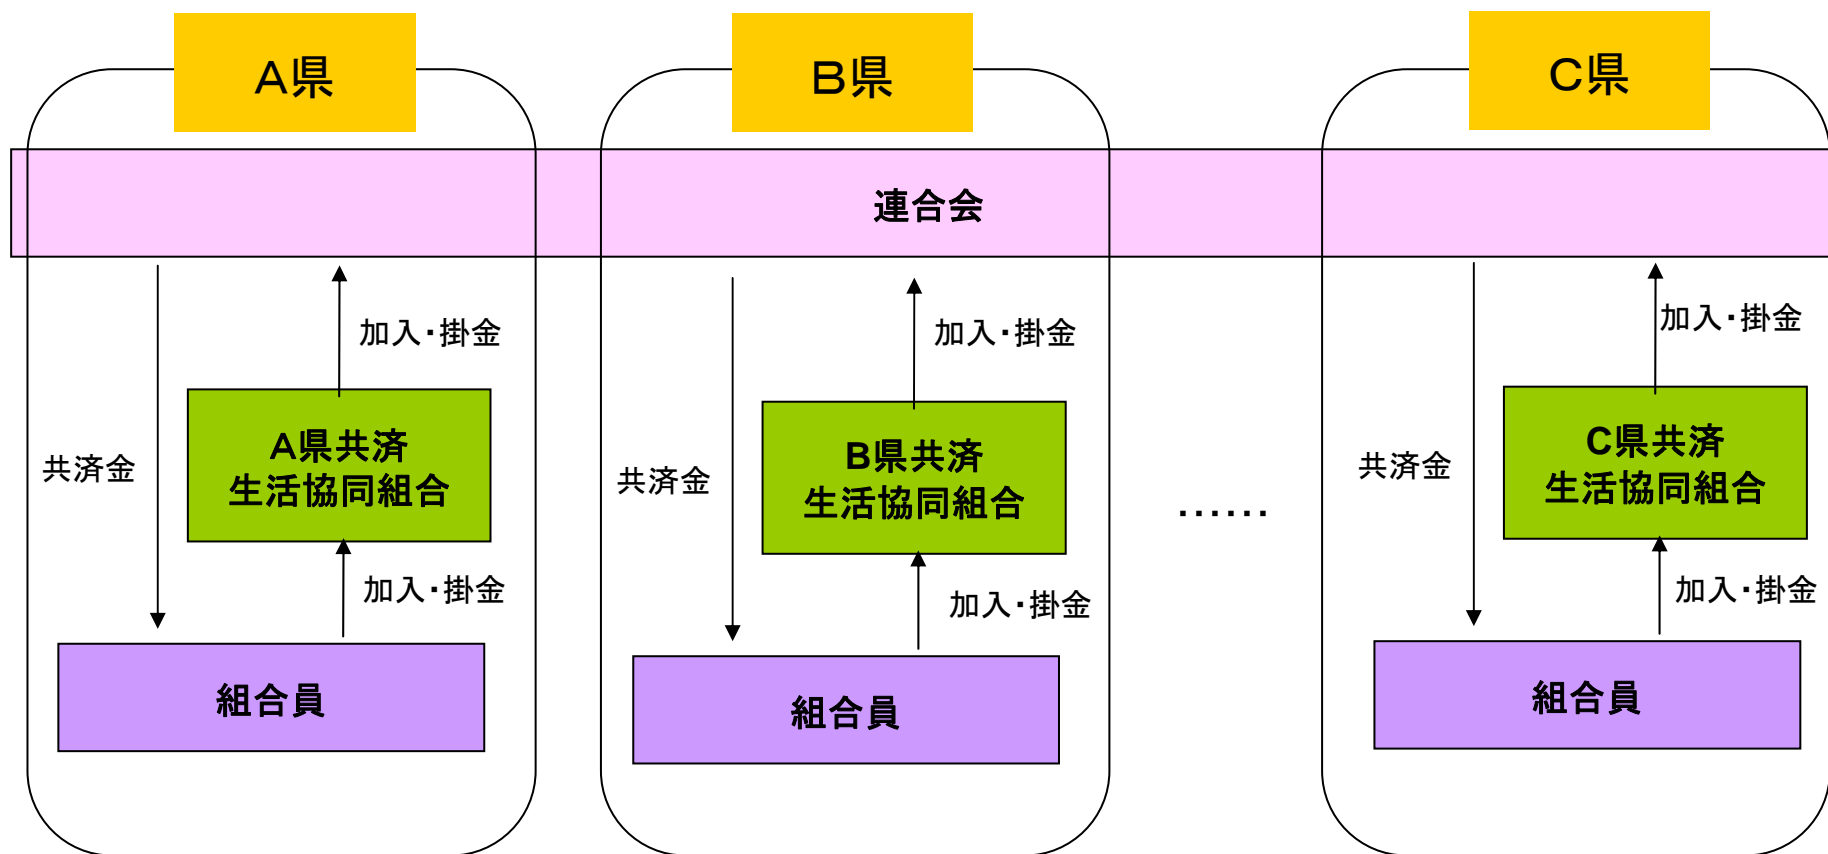 A県
B県
C県
連合会
加入・掛金
共済金
A県共済
生活協同組合
加入・掛金
組合員
加入・掛金
共済金
B県共済
生活協同組合
加入・掛金
組合員
……
加入・掛金
共済金
C県共済
生活協同組合
加入・掛金
組合員